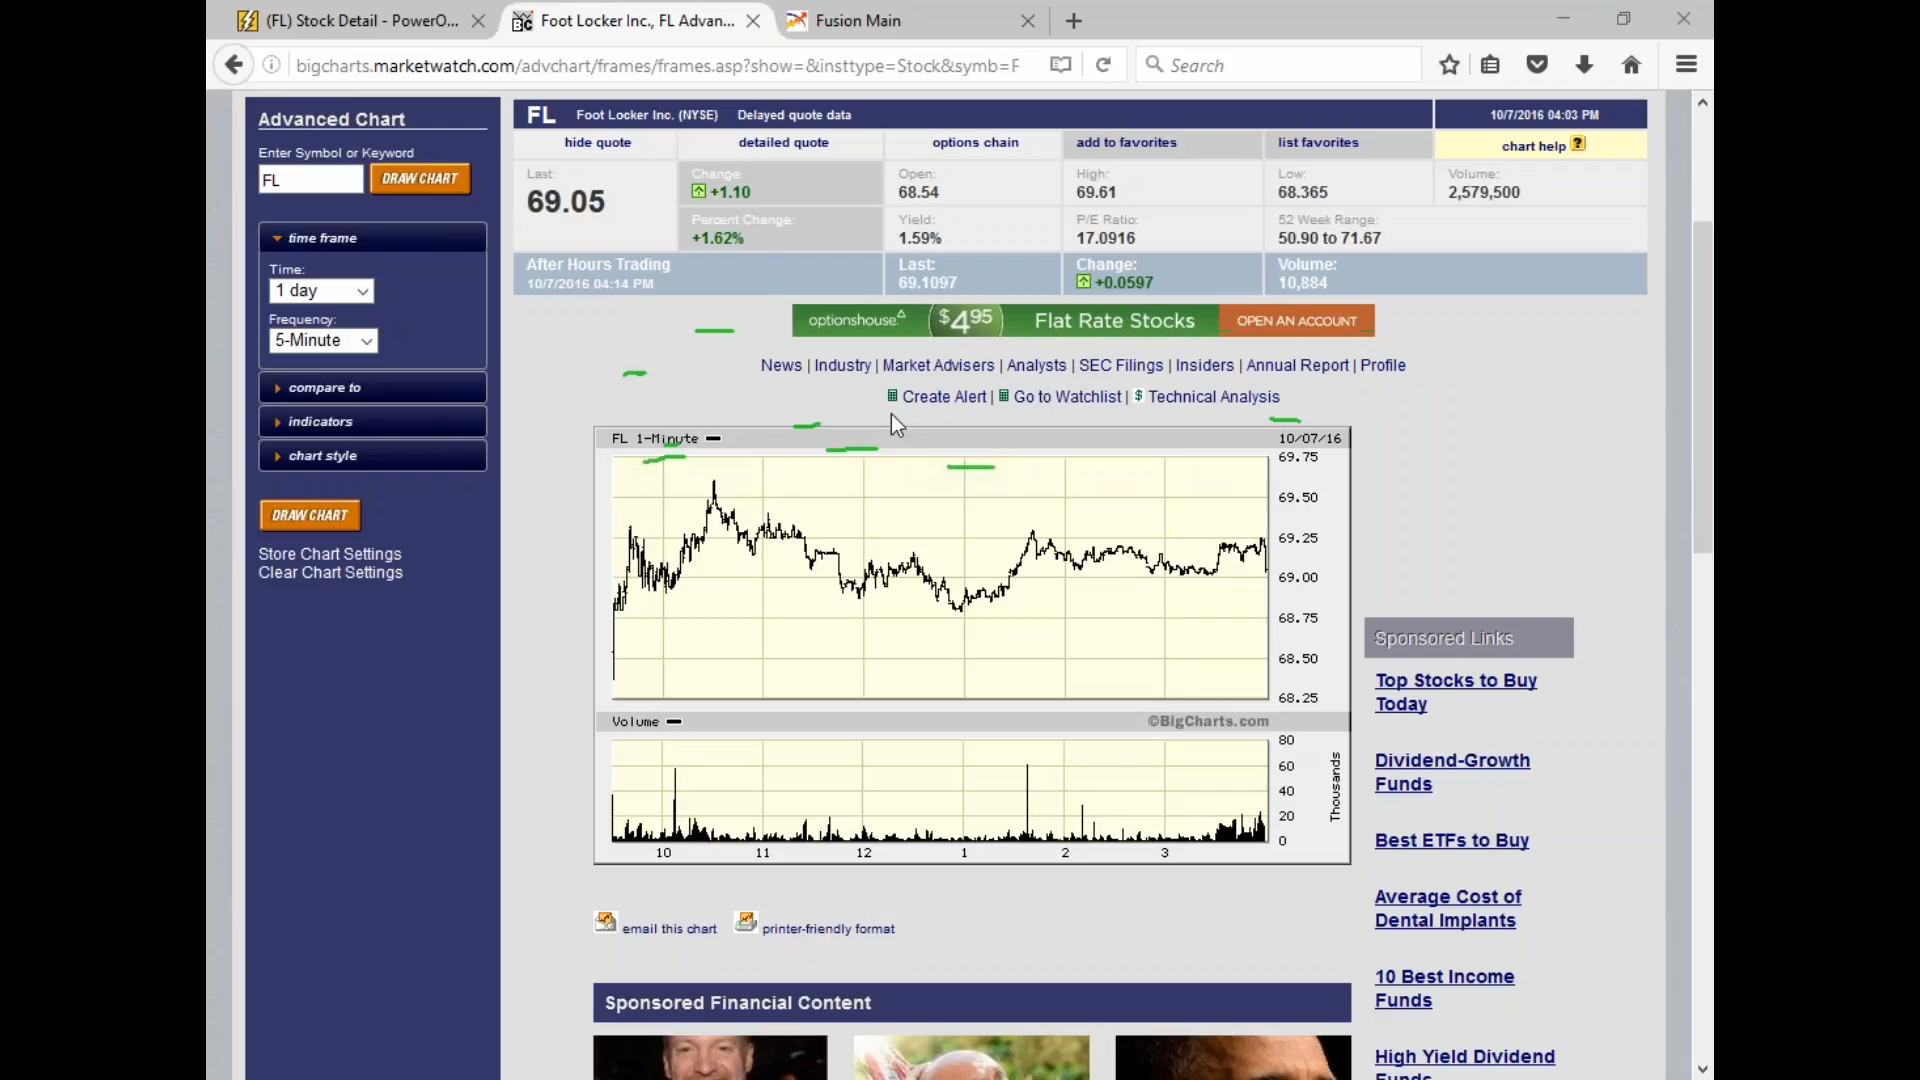 (FL) Stock Detail - PowerO...
Foot Locker Inc., FL Advan...
Fusion Main
bigcharts.marketwatch.com/advchart/frames/frames.asp?show=&insttype=Stock&symb=F
Search
Advanced Chart
Enter Symbol or Keyword
FL
DRAW CHART
time frame
Time:
1 day
Frequency:
5-Minute
compare to
indicators
chart style
DRAW CHART
Store Chart Settings
Clear Chart Settings
FL Foot Locker Inc. (NYSE) Delayed quote data 10/7/2016 04:03 PM
hide quote detailed quote options chain add to favorites list favorites chart help ?
Last: Change: Open: High: Low: Volume:
69.05 +1.10 68.54 69.61 68.365 2,579,500
Percent Change: Yield: P/E Ratio: 52 Week Range:
+1.62% 1.59% 17.0916 50.90 to 71.67
After Hours Trading Last: Change: Volume:
10/7/2016 04:14 PM 69.1097 +0.0597 10,884
optionshouse $4.95 Flat Rate Stocks OPEN AN ACCOUNT
News | Industry | Market Advisers | Analysts | SEC Filings | Insiders | Annual Report | Profile
Create Alert | Go to Watchlist | $ Technical Analysis
FL 1-Minute 10/07/16
69.75
69.50
69.25
69.00
68.75
68.50
68.25
Volume ©BigCharts.com
80
60
40
20
0
Thousands
10 11 12 1 2 3
email this chart printer-friendly format
Sponsored Financial Content
Sponsored Links
Top Stocks to Buy
Today
Dividend-Growth
Funds
Best ETFs to Buy
Average Cost of
Dental Implants
10 Best Income
Funds
High Yield Dividend
Funds